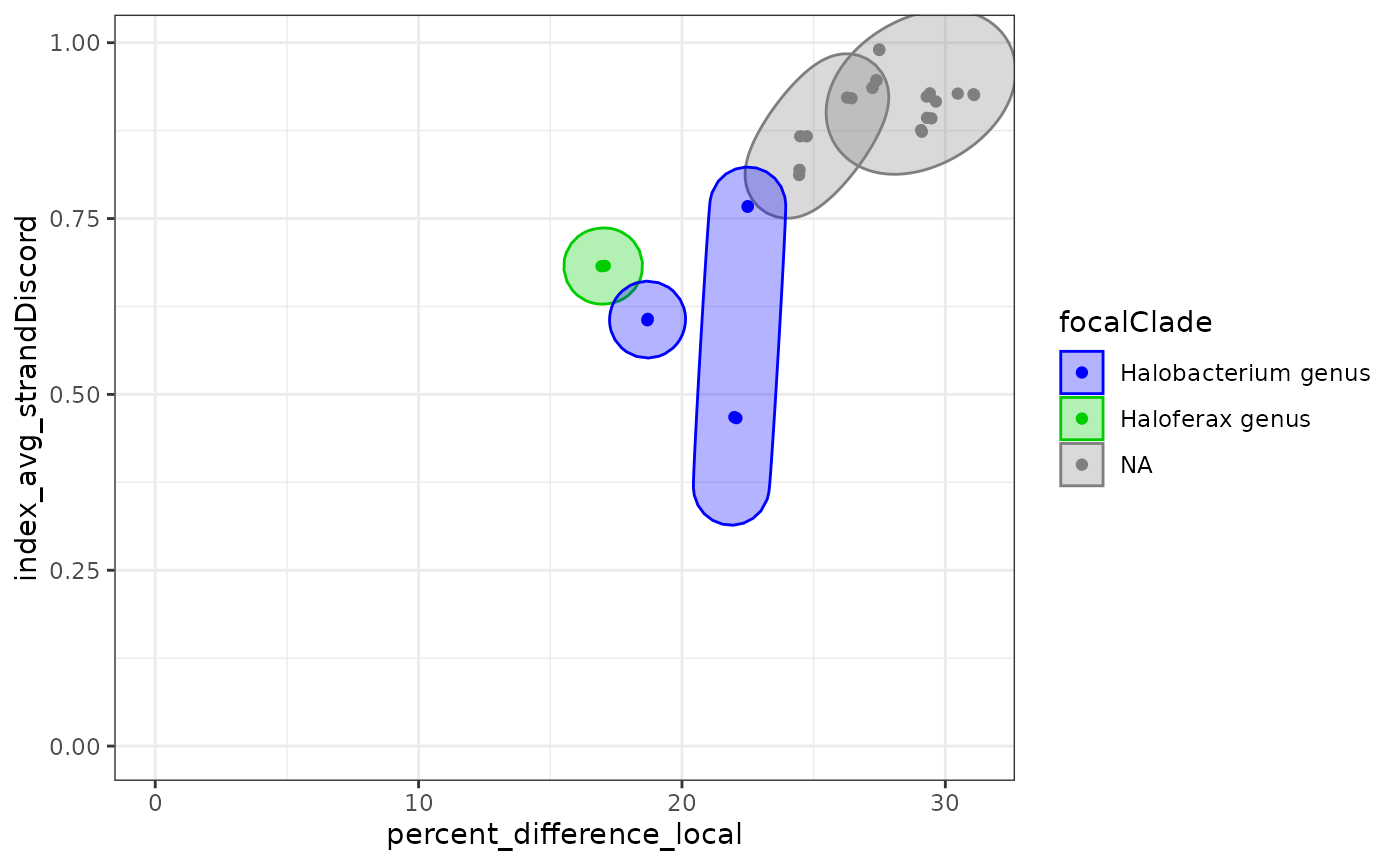 1.00
0.75
0.50
0.25
0.00
index_avg_strandDiscord
0
10
20
30
percent_difference_local
focalClade
Halobacterium genus
Haloferax genus
NA